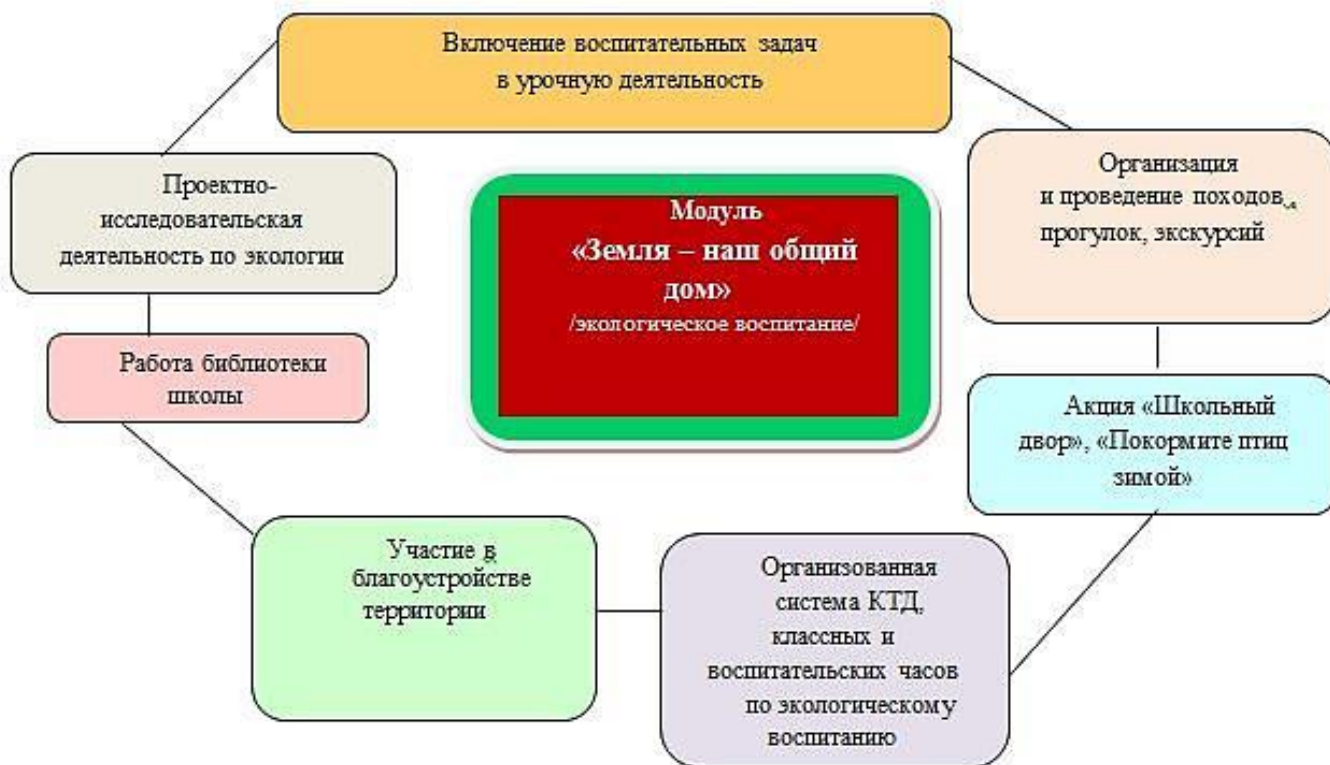 Включение воспитательных задач
в урочную деятельность
Проектно-
исследовательская
деятельность по экологии
Модуль
«Земля – наш общий
дом»
/экологическое воспитание/
Организация
и проведение походов,
прогулок, экскурсий
Работа библиотеки
школы
Акция «Школьный
двор», «Покормите птиц
зимой»
Участие в
благоустройстве
территории
Организованная
система КТД,
классных и
воспитательских часов
по экологическому
воспитанию